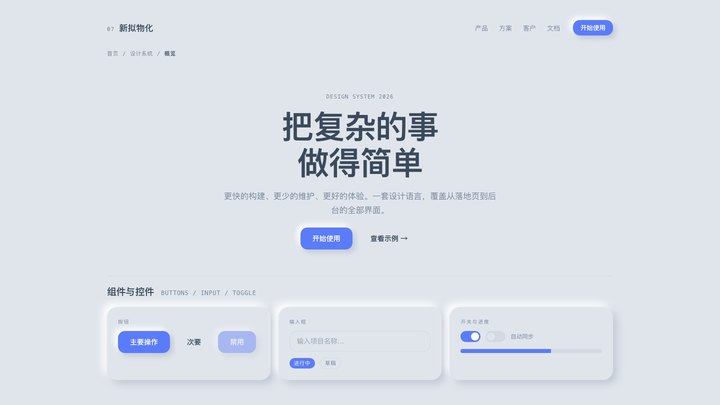 07 新拟物化
产品 方案 客户 文档 开始使用
首页 / 设计系统 / 概览
DESIGN SYSTEM 2026
把复杂的事
做得简单
更快的构建、更少的维护、更好的体验。一套设计语言，覆盖从落地页到后
台的全部界面。
开始使用 查看示例 →
组件与控件 BUTTONS / INPUT / TOGGLE
按钮
主要操作 次要 禁用
输入框
输入项目名称...
进行中 草稿
开关与进度
自动同步